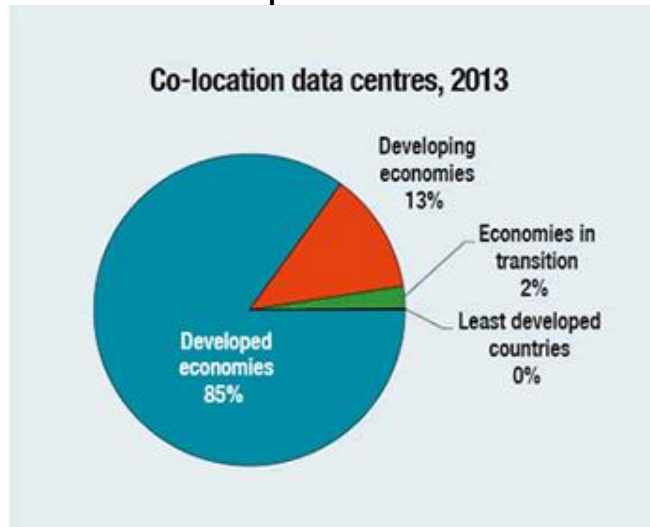 Co-location data centres, 2013
Developing
economies
13%
Economies in
transition
2%
Least developed
countries
0%
Developed
economies
85%